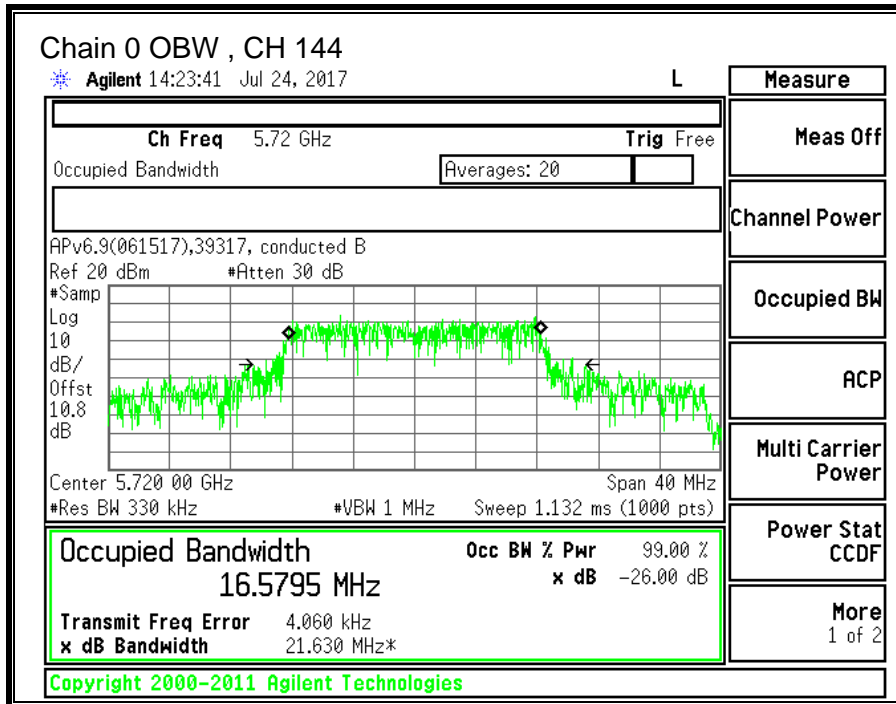 Chain 0 OBW , CH 144
Agilent 14:23:41 Jul 24, 2017 L
Measure
Ch Freq 5.72 GHz Trig Free
Occupied Bandwidth Averages: 20
APv6.9(061517),39317, conducted B
Ref 20 dBm #Atten 30 dB
#Samp
Log
10
dB/
Offst
10.8
dB
Center 5.720 00 GHz Span 40 MHz
#Res BW 330 kHz #VBW 1 MHz Sweep 1.132 ms (1000 pts)
Occupied Bandwidth Occ BW % Pwr 99.00 %
16.5795 MHz x dB -26.00 dB
Transmit Freq Error 4.060 kHz
x dB Bandwidth 21.630 MHz*
Meas Off
Channel Power
Occupied BW
ACP
Multi Carrier
Power
Power Stat
CCDF
More
1 of 2
Copyright 2000-2011 Agilent Technologies